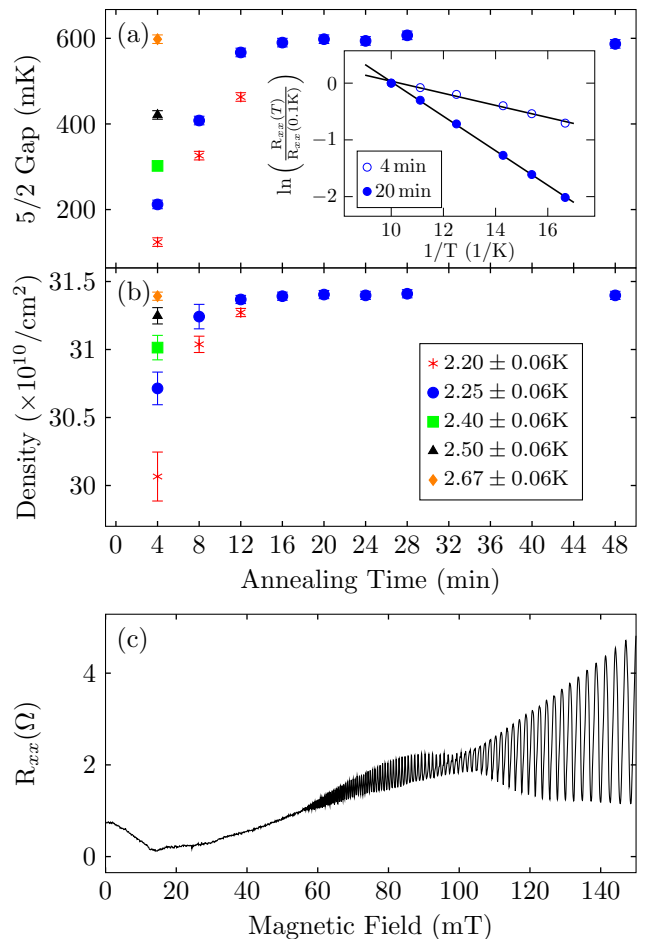 (a)
600
400
200
5/2 Gap (mK)
0
−1
−2
ln(R_xx(T)/R_xx(0.1K))
4 min
20 min
10 12 14 16
1/T (1/K)
(b)
31.5
31
30.5
30
Density (×10^10/cm^2)
2.20 ± 0.06K
2.25 ± 0.06K
2.40 ± 0.06K
2.50 ± 0.06K
2.67 ± 0.06K
0 4 8 12 16 20 24 28 32 36 40 44 48
Annealing Time (min)
(c)
4
2
0
R_xx(Ω)
0 20 40 60 80 100 120 140
Magnetic Field (mT)